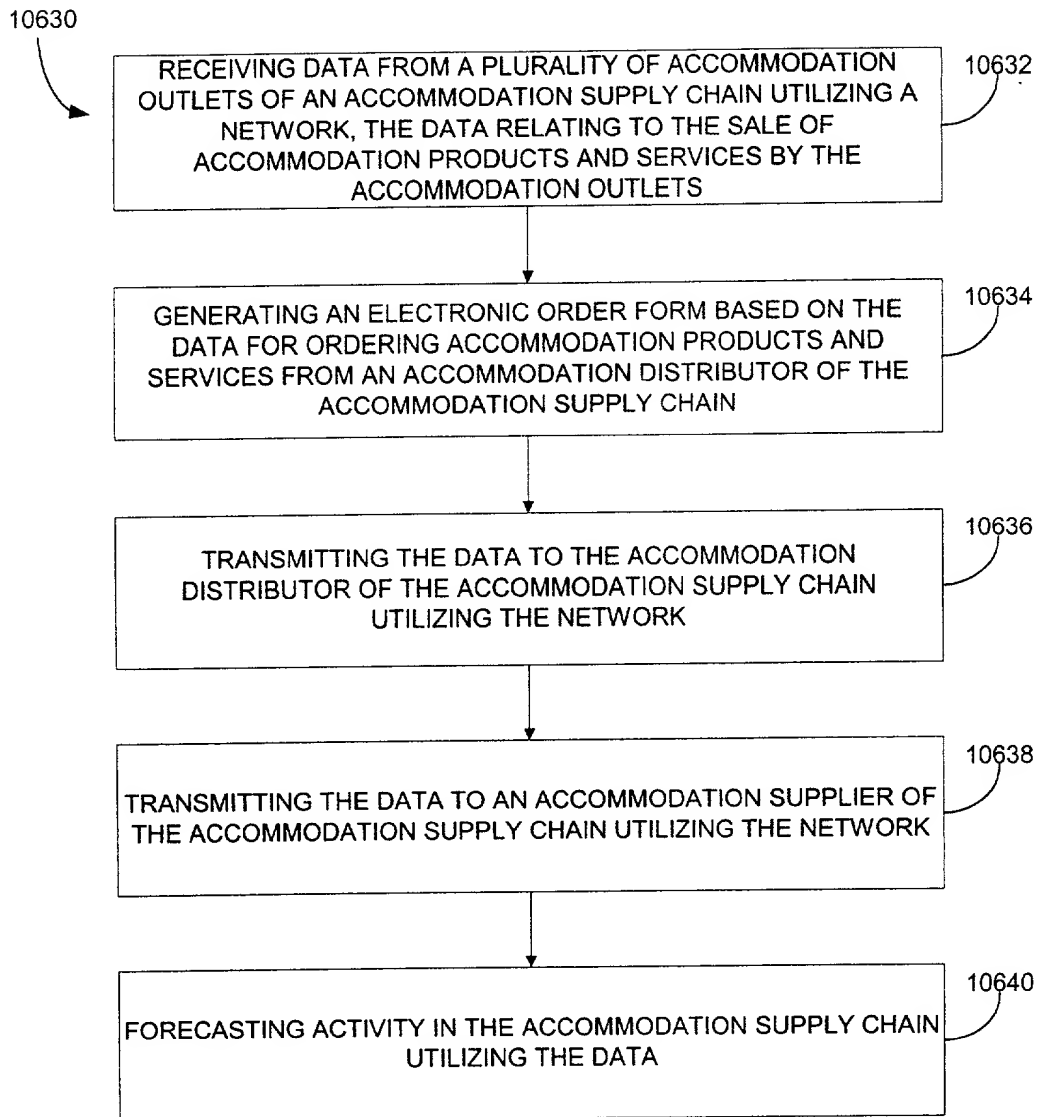 10630
RECEIVING DATA FROM A PLURALITY OF ACCOMMODATION
OUTLETS OF AN ACCOMMODATION SUPPLY CHAIN UTILIZING A
NETWORK, THE DATA RELATING TO THE SALE OF
ACCOMMODATION PRODUCTS AND SERVICES BY THE
ACCOMMODATION OUTLETS
10632
GENERATING AN ELECTRONIC ORDER FORM BASED ON THE
DATA FOR ORDERING ACCOMMODATION PRODUCTS AND
SERVICES FROM AN ACCOMMODATION DISTRIBUTOR OF THE
ACCOMMODATION SUPPLY CHAIN
10634
TRANSMITTING THE DATA TO THE ACCOMMODATION
DISTRIBUTOR OF THE ACCOMMODATION SUPPLY CHAIN
UTILIZING THE NETWORK
10636
TRANSMITTING THE DATA TO AN ACCOMMODATION SUPPLIER OF
THE ACCOMMODATION SUPPLY CHAIN UTILIZING THE NETWORK
10638
FORECASTING ACTIVITY IN THE ACCOMMODATION SUPPLY CHAIN
UTILIZING THE DATA
10640